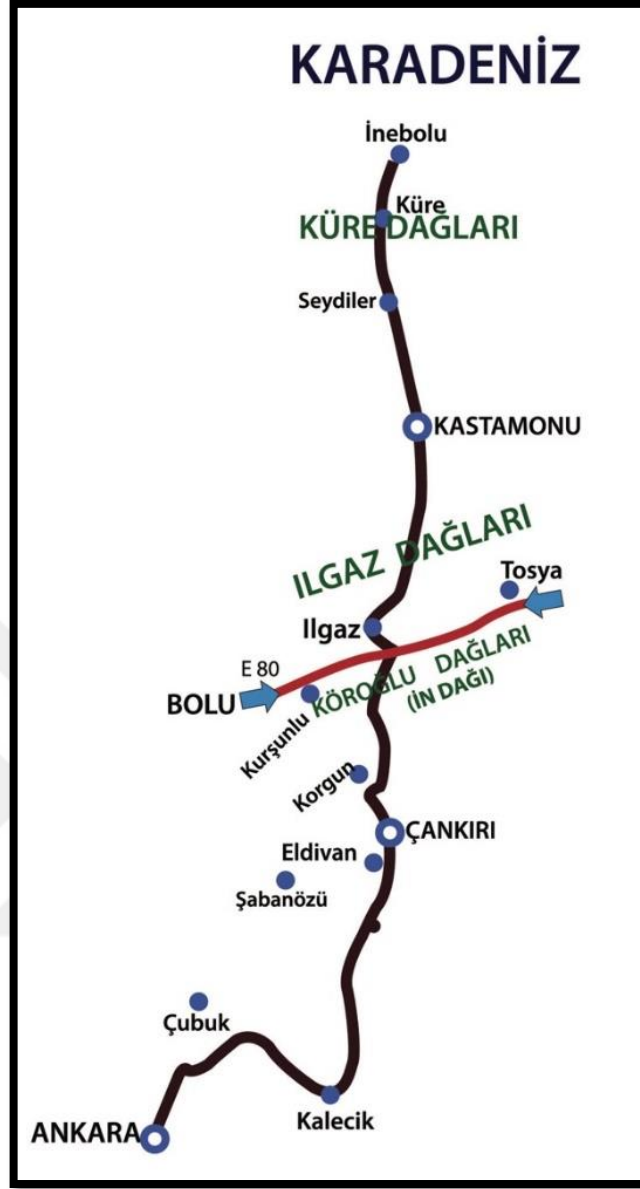 KARADENİZ
İnebolu
Küre
KÜRE DAĞLARI
Seydiler
KASTAMONU
ILGAZ DAĞLARI
Tosya
Ilgaz
E 80
KÖROĞLU DAĞLARI
(İN DAĞI)
BOLU
Kurşunlu
Korgun
ÇANKIRI
Eldivan
Şabanözü
Çubuk
Kalecik
ANKARA